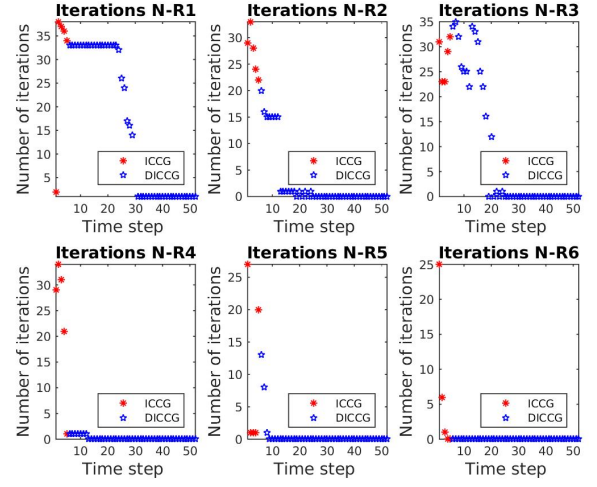 Iterations N-R1
Number of iterations
35
30
25
20
15
10
5
ICCG
DICCG
10 20 30 40 50
Time step
Iterations N-R2
Number of iterations
30
25
20
15
10
5
0
ICCG
DICCG
10 20 30 40 50
Time step
Iterations N-R3
Number of iterations
35
30
25
20
15
10
5
0
ICCG
DICCG
10 20 30 40 50
Time step
Iterations N-R4
Number of iterations
30
25
20
15
10
5
0
ICCG
DICCG
10 20 30 40 50
Time step
Iterations N-R5
Number of iterations
25
20
15
10
5
0
ICCG
DICCG
10 20 30 40 50
Time step
Iterations N-R6
Number of iterations
25
20
15
10
5
0
ICCG
DICCG
10 20 30 40 50
Time step